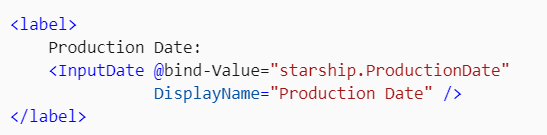 <label>
    Production Date:
    <InputDate @bind-Value="starship.ProductionDate"
               DisplayName="Production Date" />
</label>